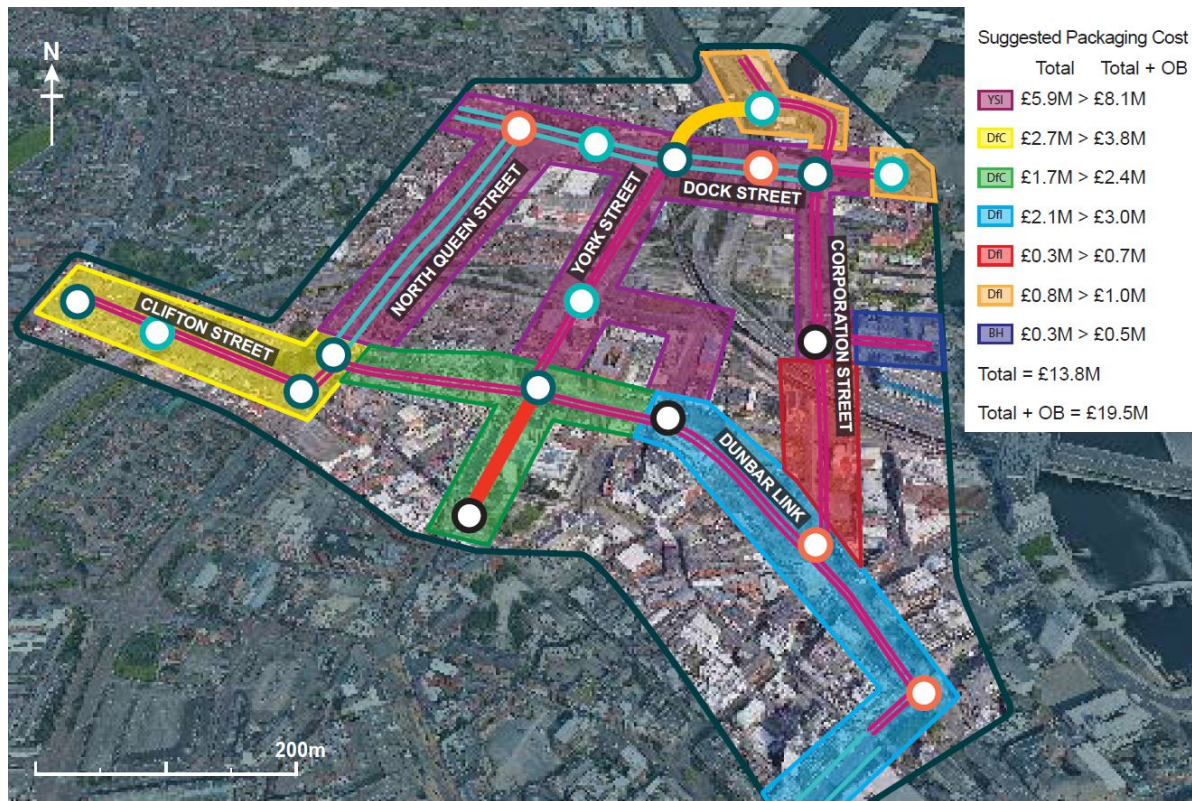 N
CLIFTON STREET
NORTH QUEEN STREET
YORK STREET
DOCK STREET
CORPORATION STREET
DUNBAR LINK
200m
Suggested Packaging Cost
Total Total + OB
YSI £5.9M > £8.1M
DfC £2.7M > £3.8M
DfC £1.7M > £2.4M
DfI £2.1M > £3.0M
DfI £0.3M > £0.7M
DfI £0.8M > £1.0M
BH £0.3M > £0.5M
Total = £13.8M
Total + OB = £19.5M